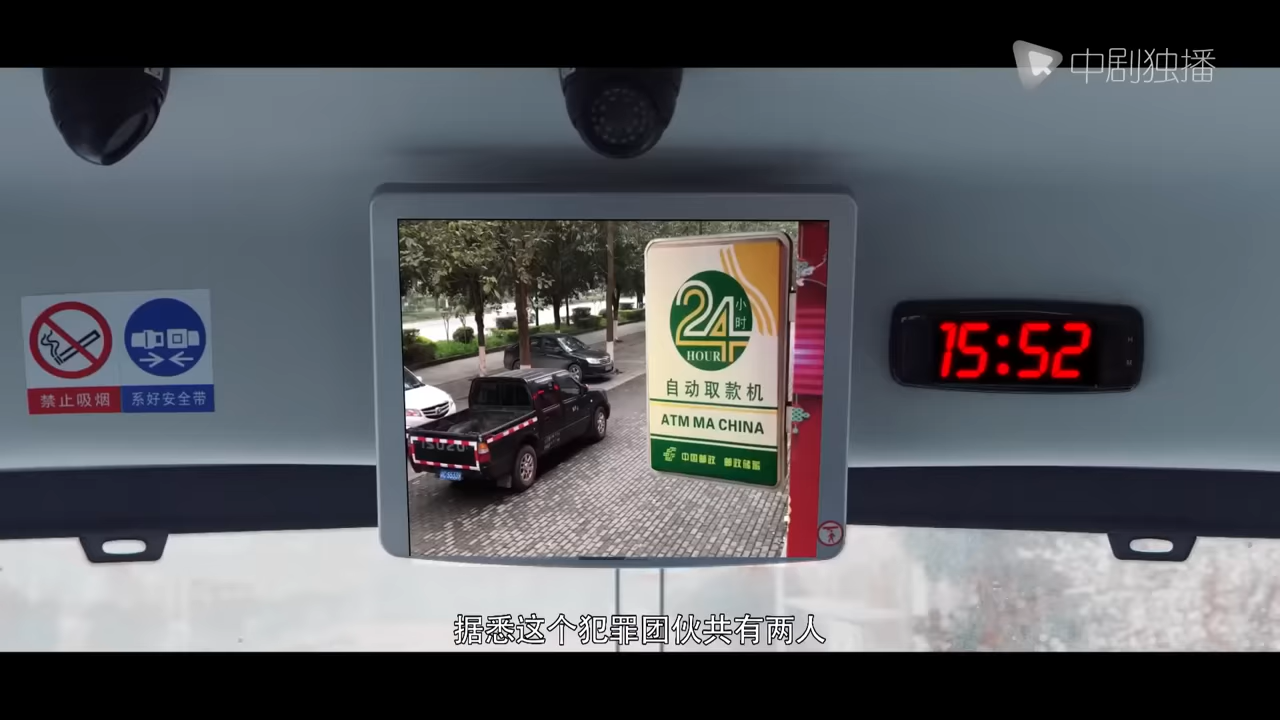 中剧独播
24
小时
HOUR
自动取款机
ATM MA CHINA
中国邮政 邮政储蓄
ISUZU
15:52
禁止吸烟
系好安全带
据悉这个犯罪团伙共有两人